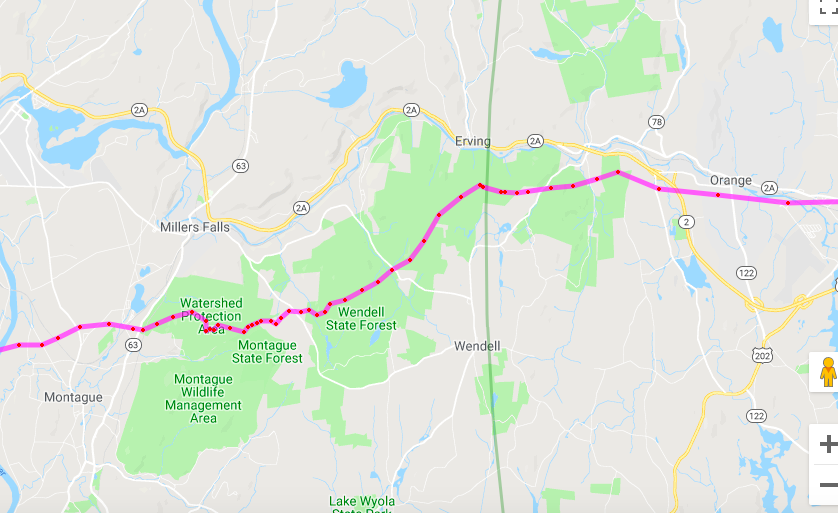 2A
2A
78
Erving
2A
63
Orange
2A
2A
2
Millers Falls
122
Watershed
Protection
Area
Wendell
State Forest
63
Montague
State Forest
Wendell
202
Montague
Wildlife
Management
Area
Montague
122
Lake Wyola
State Park